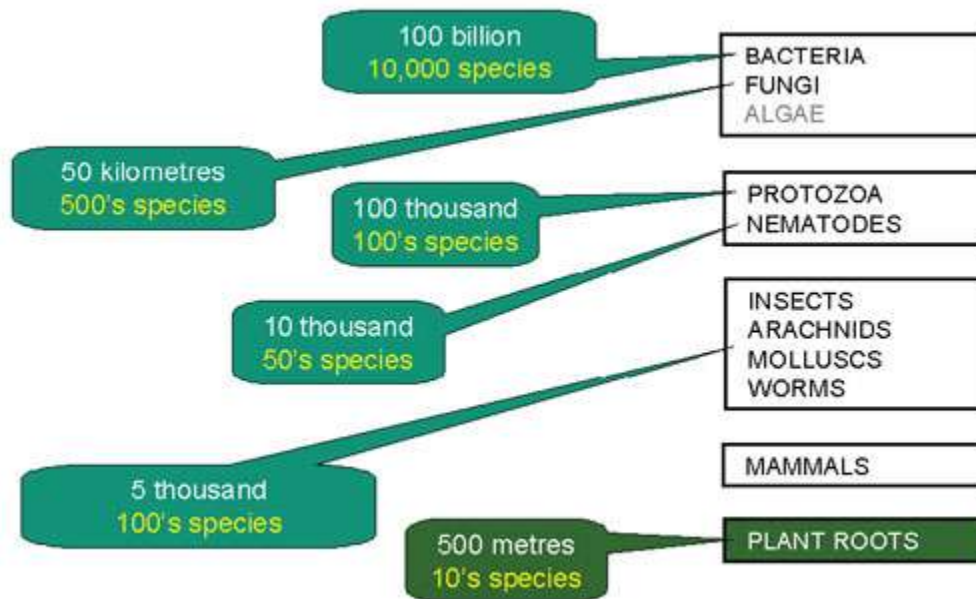 100 billion
10,000 species
BACTERIA
FUNGI
ALGAE
50 kilometres
500's species
100 thousand
100's species
PROTOZOA
NEMATODES
10 thousand
50's species
INSECTS
ARACHNIDS
MOLLUSCS
WORMS
5 thousand
100's species
MAMMALS
500 metres
10's species
PLANT ROOTS